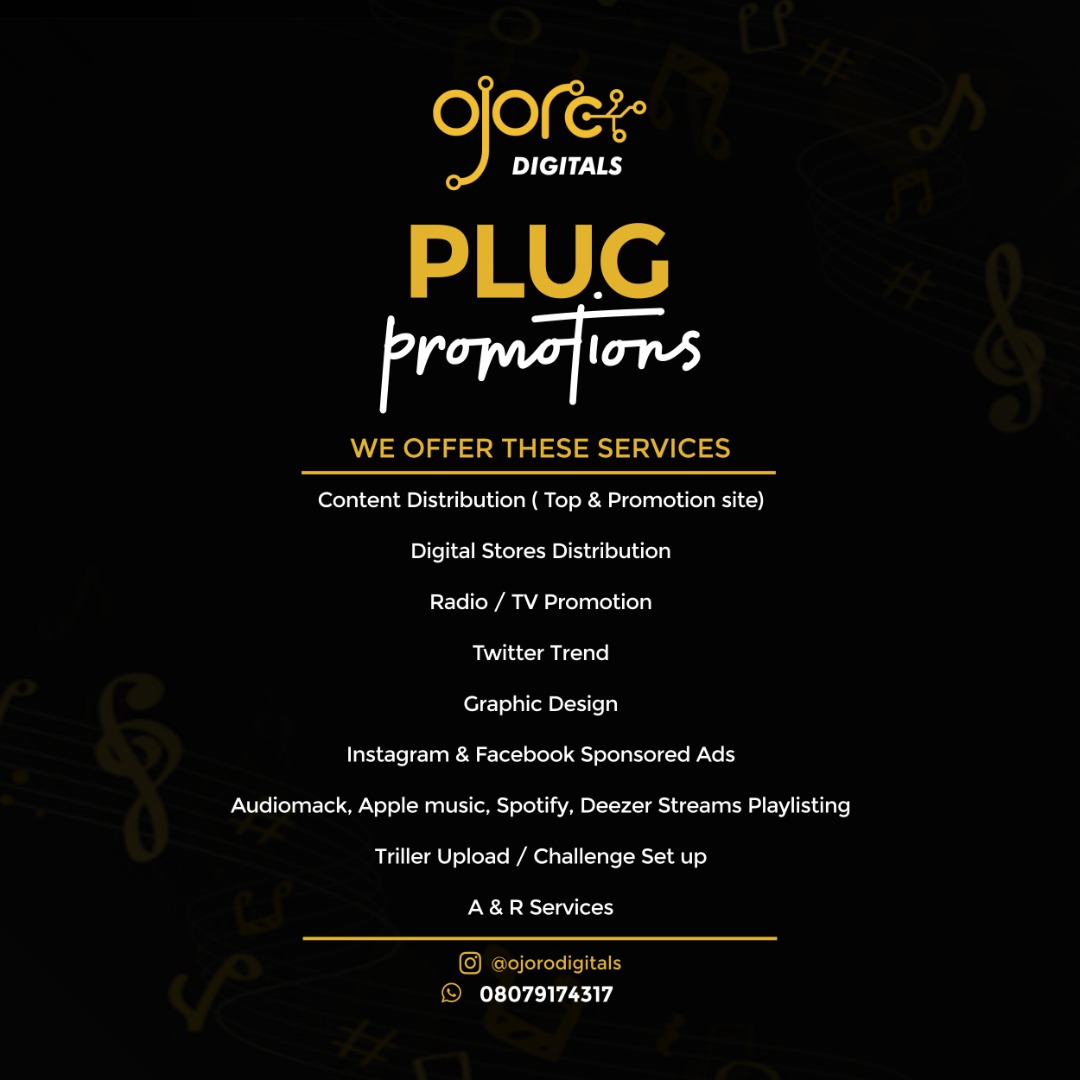 ojoro
DIGITALS
PLUG
promotions
WE OFFER THESE SERVICES
Content Distribution ( Top & Promotion site)
Digital Stores Distribution
Radio / TV Promotion
Twitter Trend
Graphic Design
Instagram & Facebook Sponsored Ads
Audiomack, Apple music, Spotify, Deezer Streams Playlisting
Triller Upload / Challenge Set up
A & R Services
@ojorodigitals
08079174317